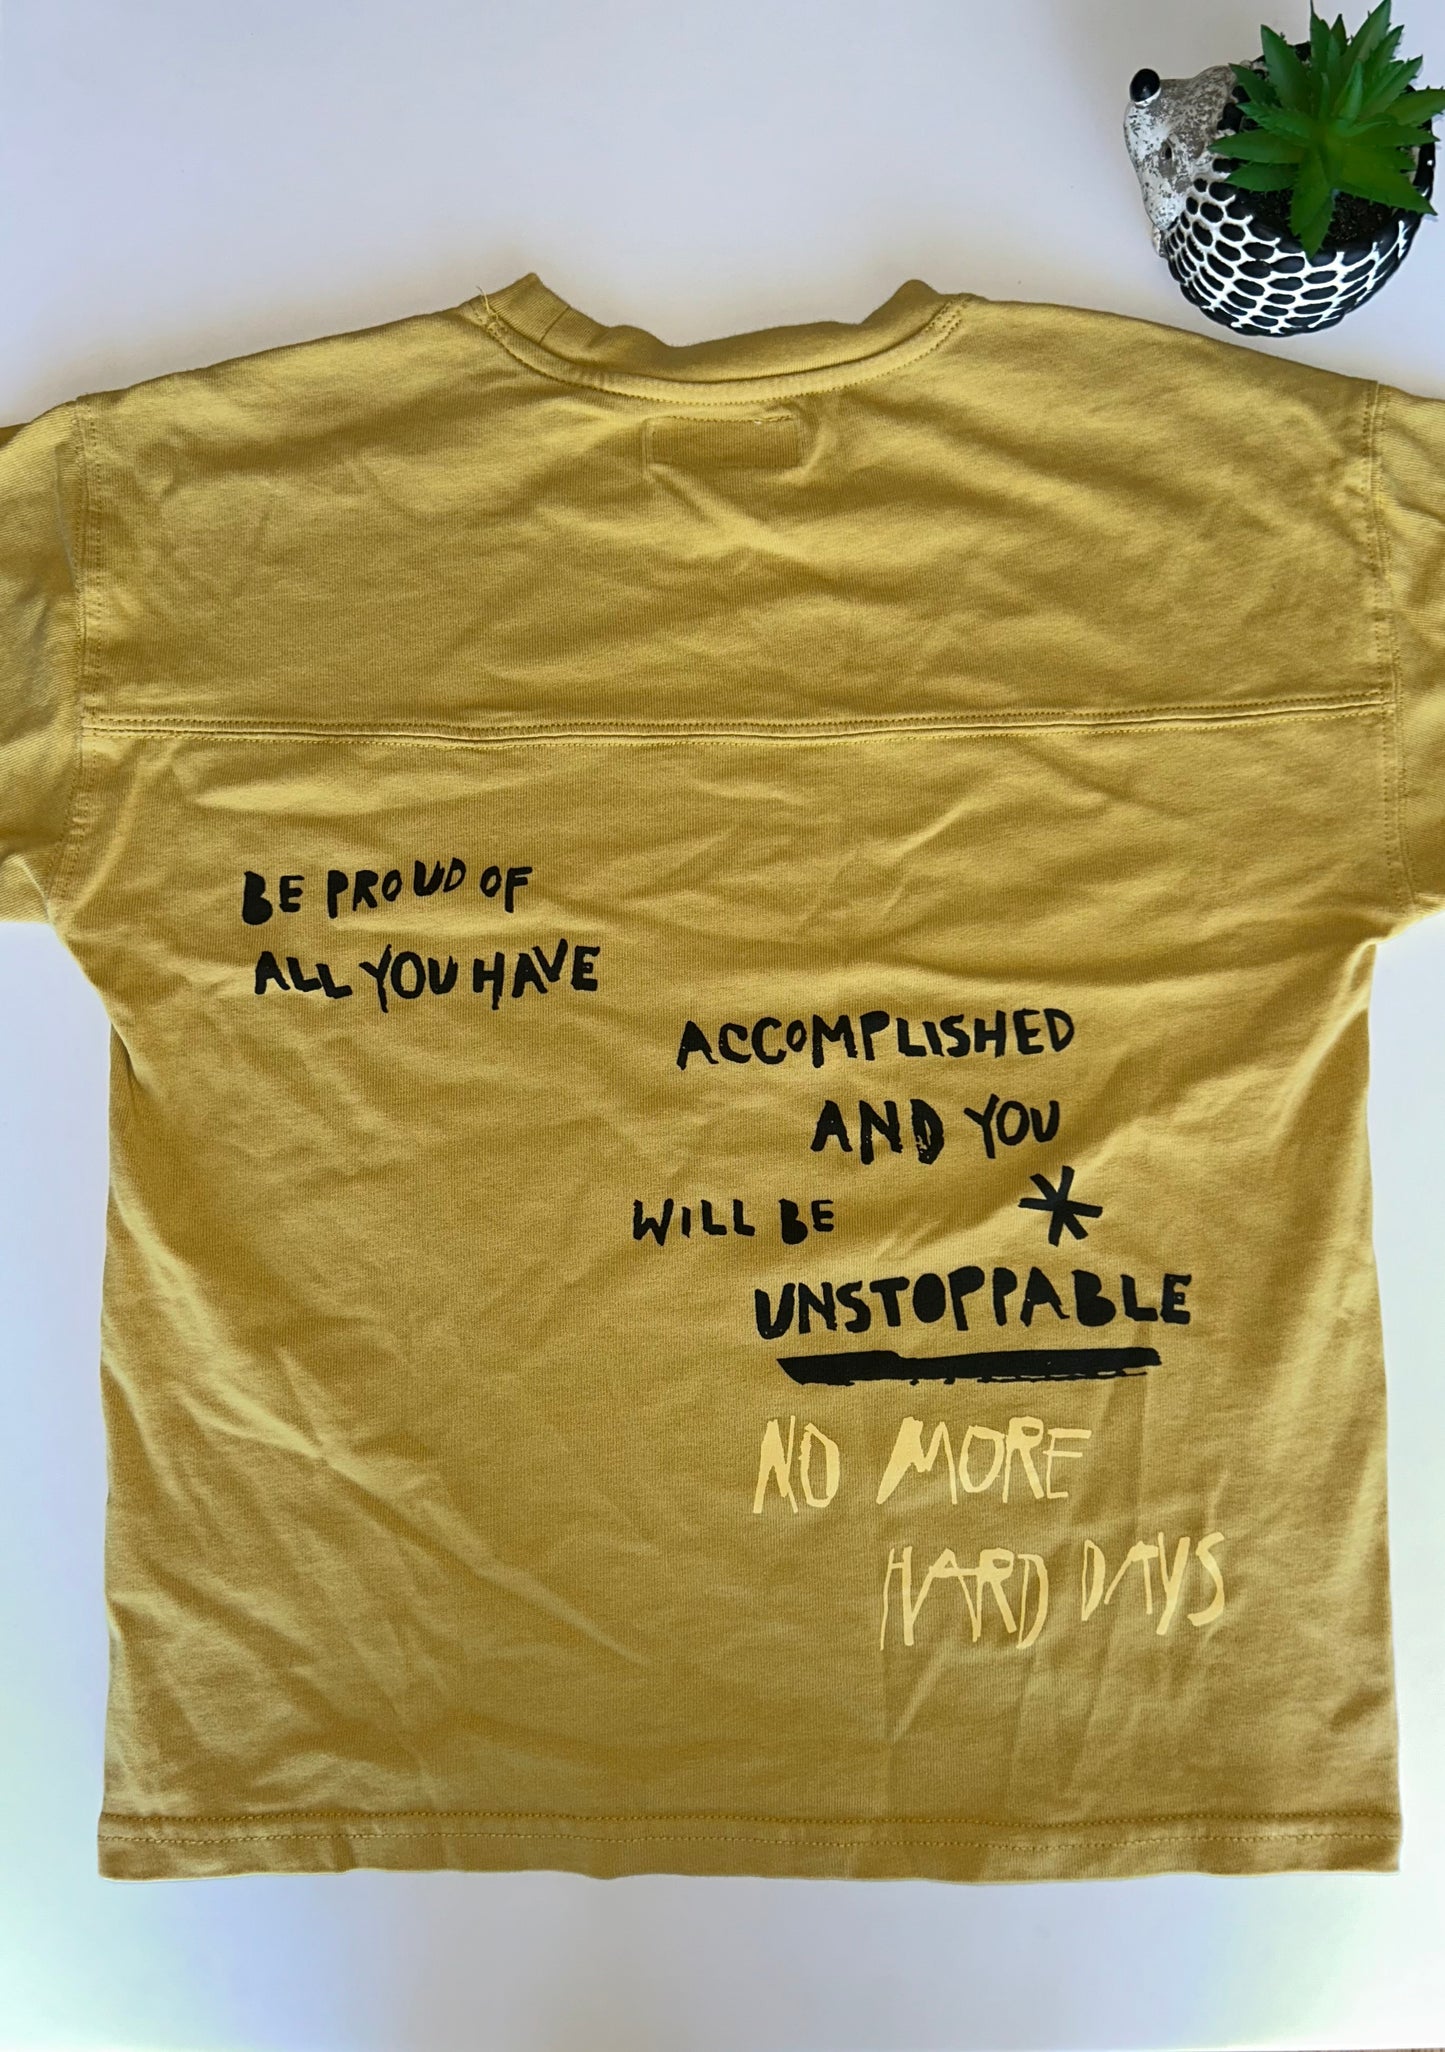 BE PROUD OF
ALL YOU HAVE
ACCOMPLISHED
AND YOU
WILL BE *
UNSTOPPABLE
NO MORE
HARD DAYS